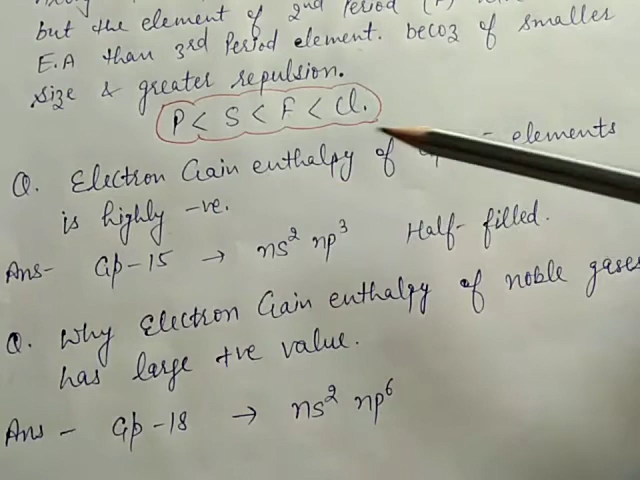 but the element of 2nd Period
E.A than 3rd Period element. beco3 of smaller
size & greater repulsion.
P < S < F < Cl.
Q. Electron Gain enthalpy of elements
is highly -ve.
Ans- Gp-15 → ns² np³ Half-filled.
Q. Why Electron Gain enthalpy of noble gases
has large +ve value.
Ans - Gp-18 → ns² np⁶